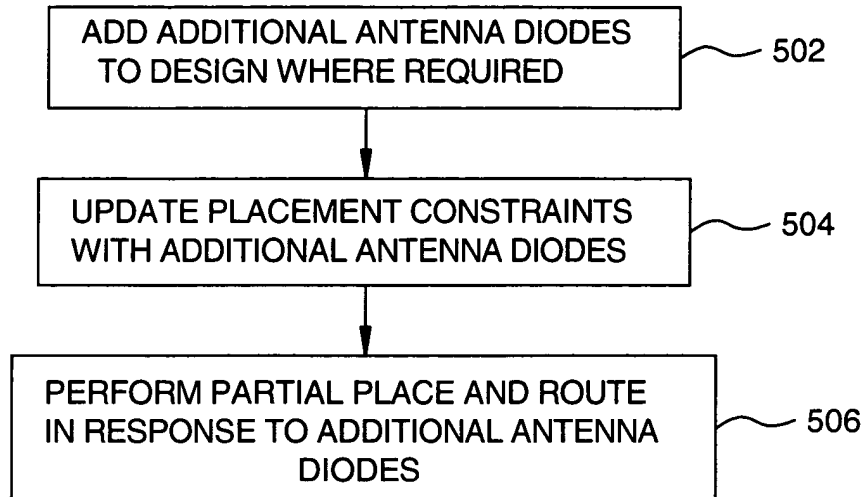 ADD ADDITIONAL ANTENNA DIODES
TO DESIGN WHERE REQUIRED
502
UPDATE PLACEMENT CONSTRAINTS
WITH ADDITIONAL ANTENNA DIODES
504
PERFORM PARTIAL PLACE AND ROUTE
IN RESPONSE TO ADDITIONAL ANTENNA
DIODES
506